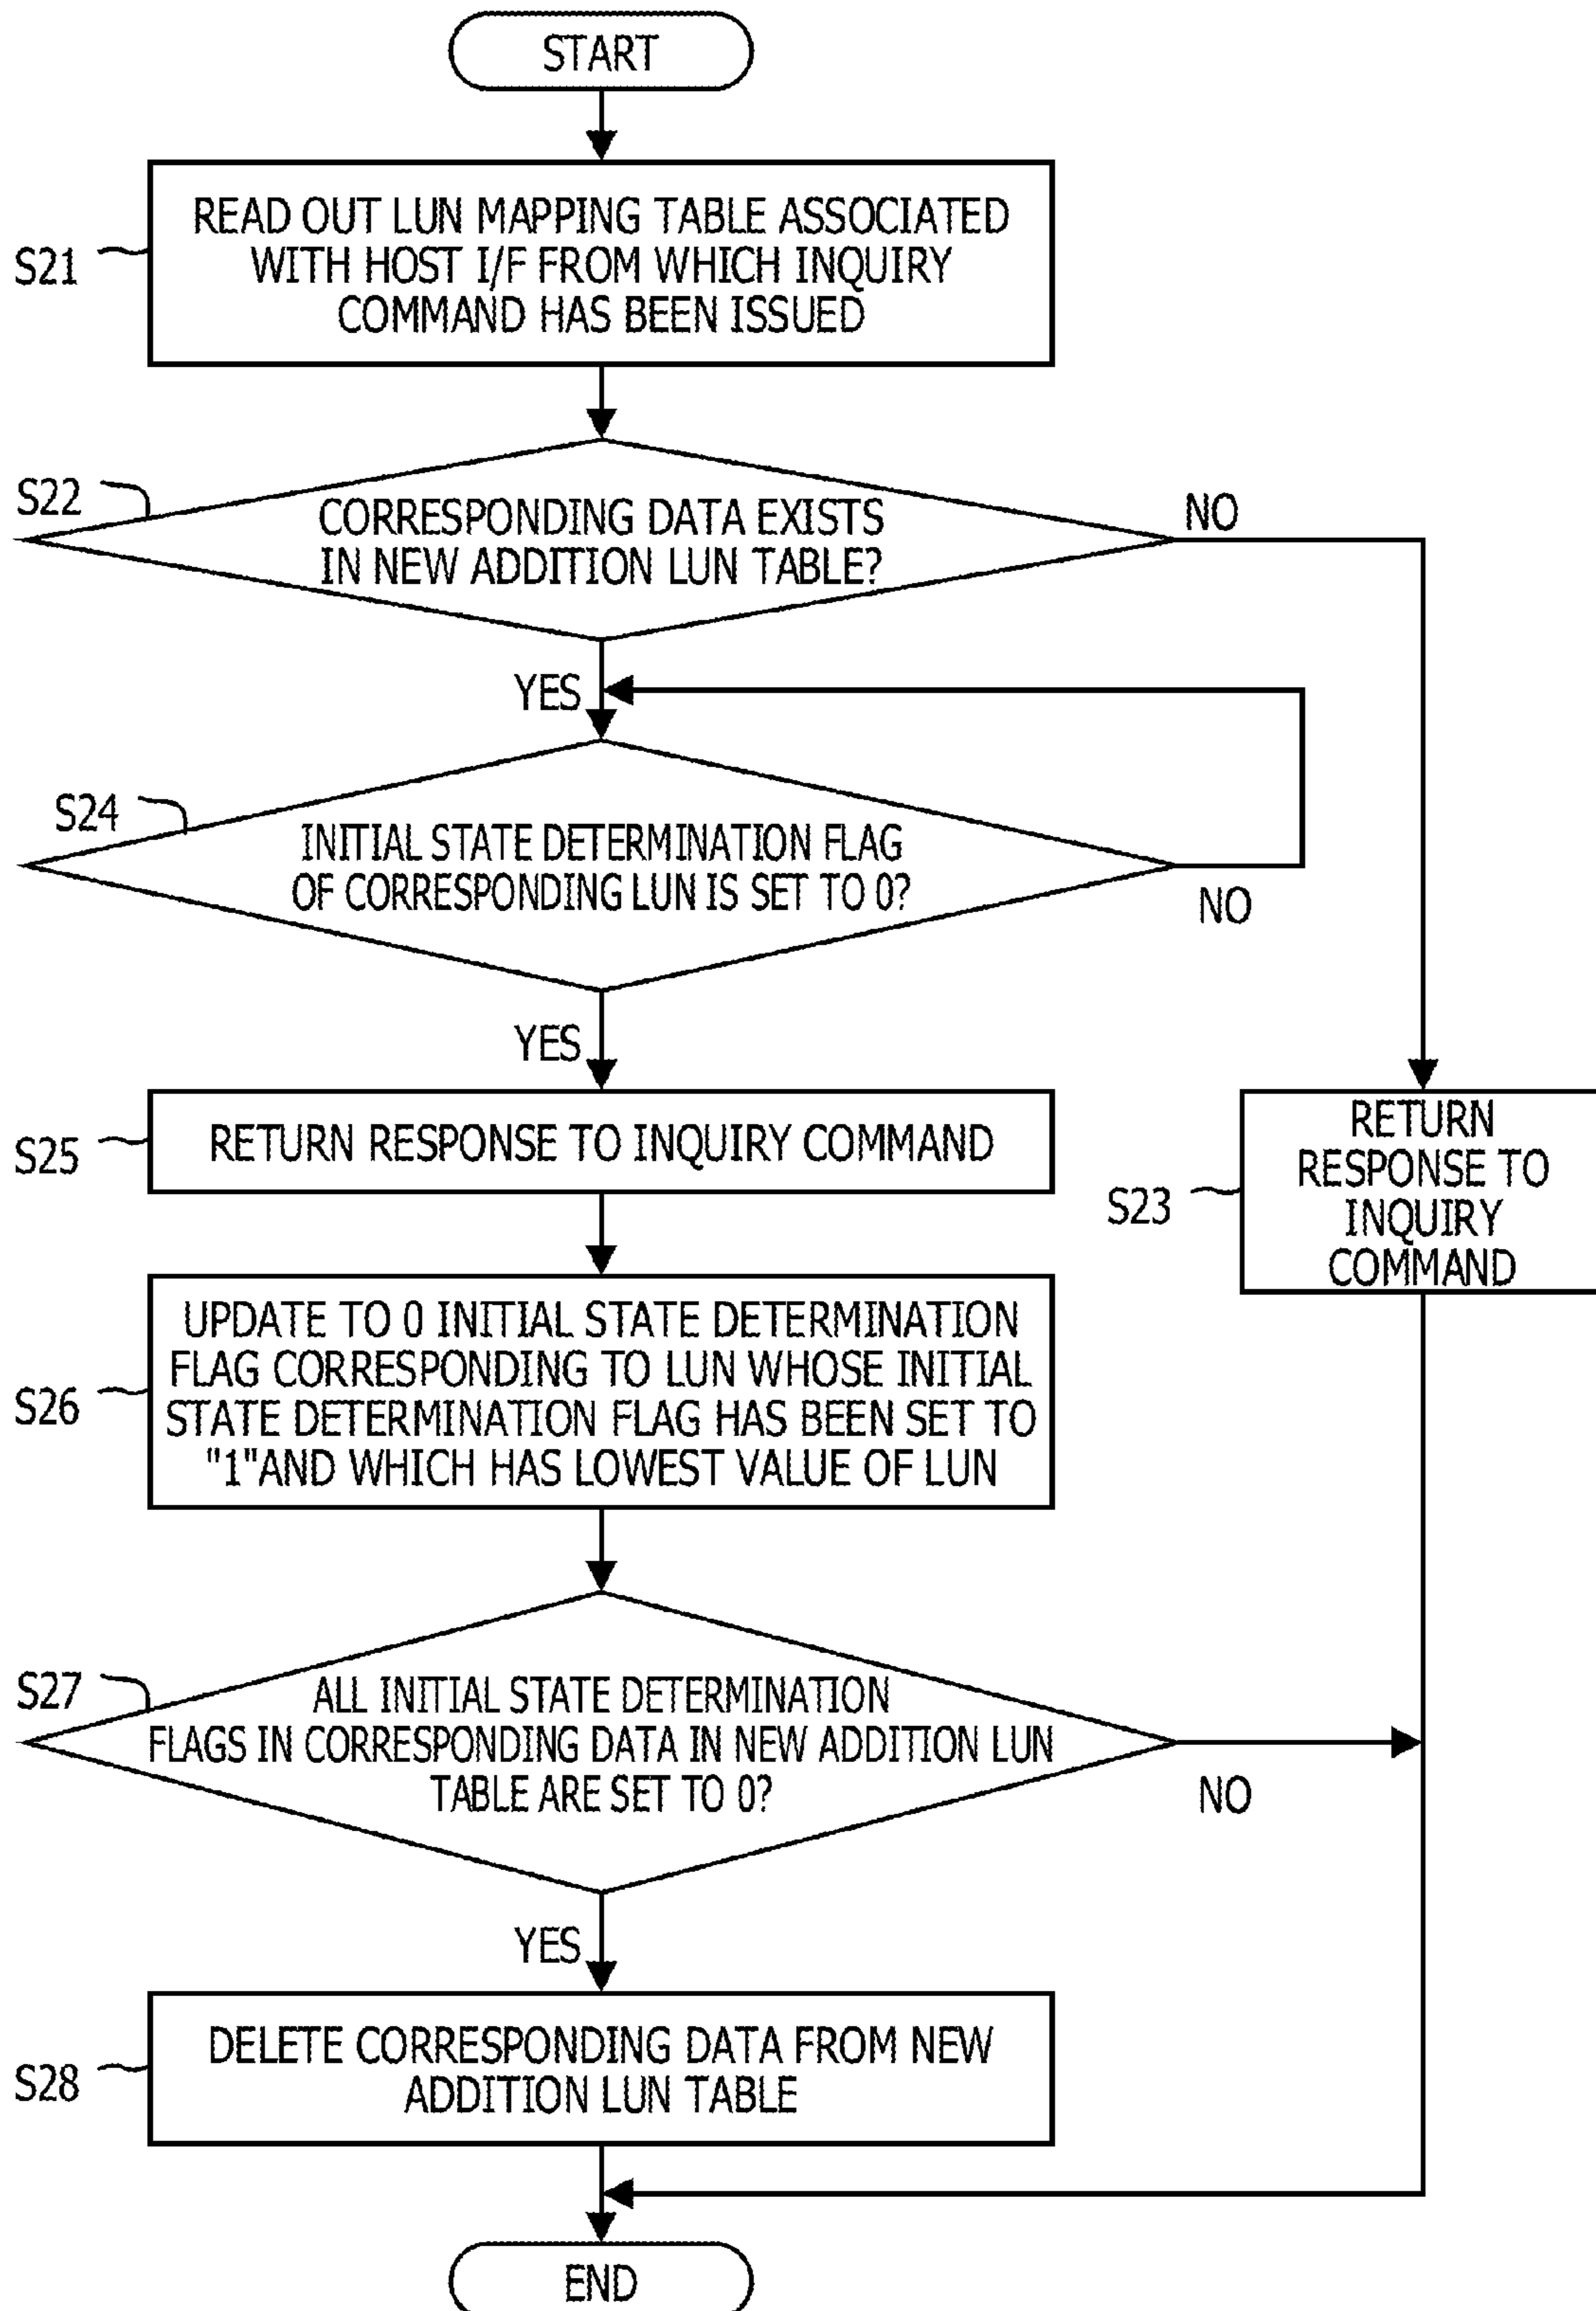 START
S21
READ OUT LUN MAPPING TABLE ASSOCIATED
WITH HOST I/F FROM WHICH INQUIRY
COMMAND HAS BEEN ISSUED
S22
CORRESPONDING DATA EXISTS
IN NEW ADDITION LUN TABLE?
NO
YES
S24
INITIAL STATE DETERMINATION FLAG
OF CORRESPONDING LUN IS SET TO 0?
NO
YES
S25
RETURN RESPONSE TO INQUIRY COMMAND
S23
RETURN
RESPONSE TO
INQUIRY
COMMAND
S26
UPDATE TO 0 INITIAL STATE DETERMINATION
FLAG CORRESPONDING TO LUN WHOSE INITIAL
STATE DETERMINATION FLAG HAS BEEN SET TO
"1"AND WHICH HAS LOWEST VALUE OF LUN
S27
ALL INITIAL STATE DETERMINATION
FLAGS IN CORRESPONDING DATA IN NEW ADDITION LUN
TABLE ARE SET TO 0?
NO
YES
S28
DELETE CORRESPONDING DATA FROM NEW
ADDITION LUN TABLE
END